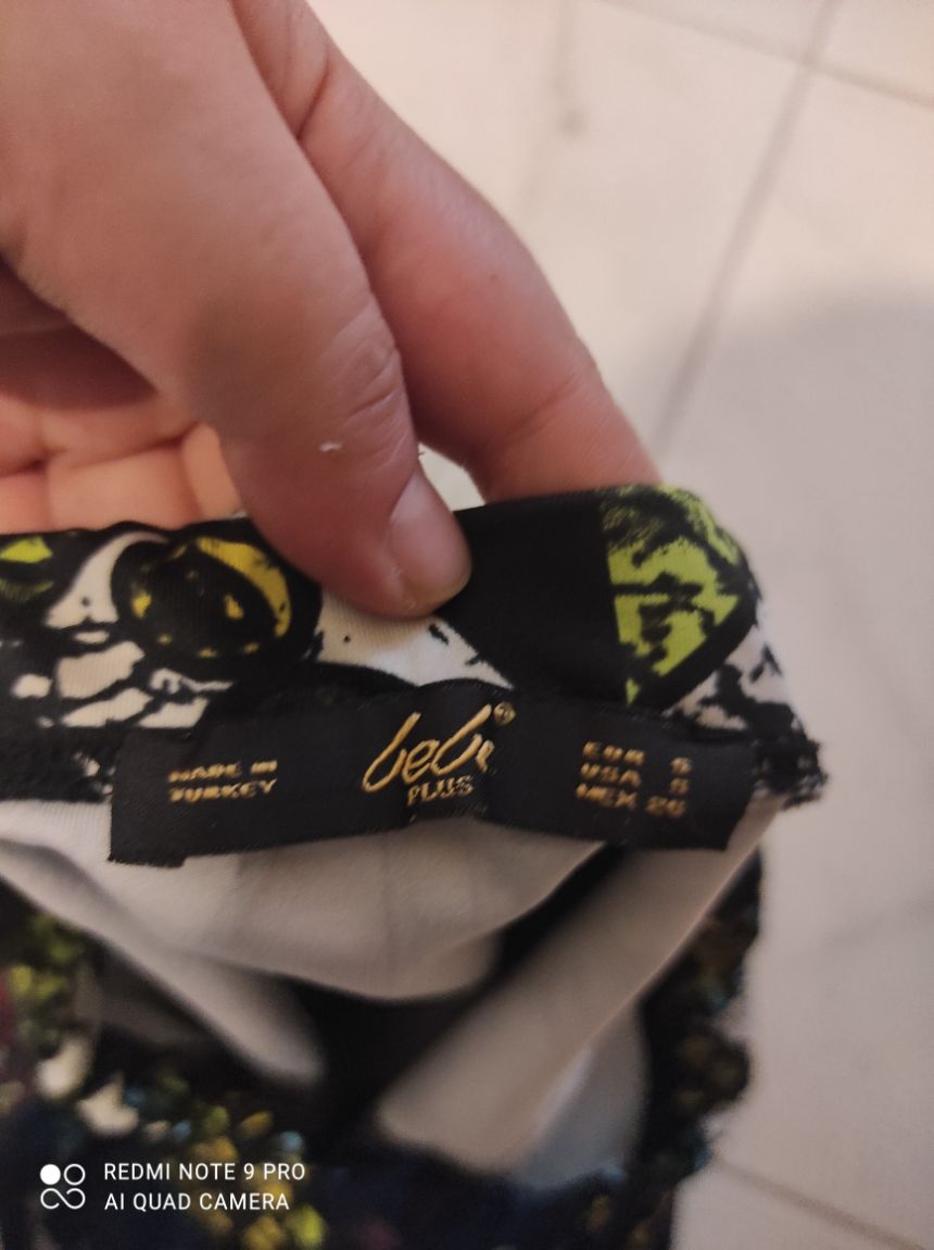 MADE IN
TURKEY
bebe®
PLUS
EUR S
USA S
MEX 26
REDMI NOTE 9 PRO
AI QUAD CAMERA